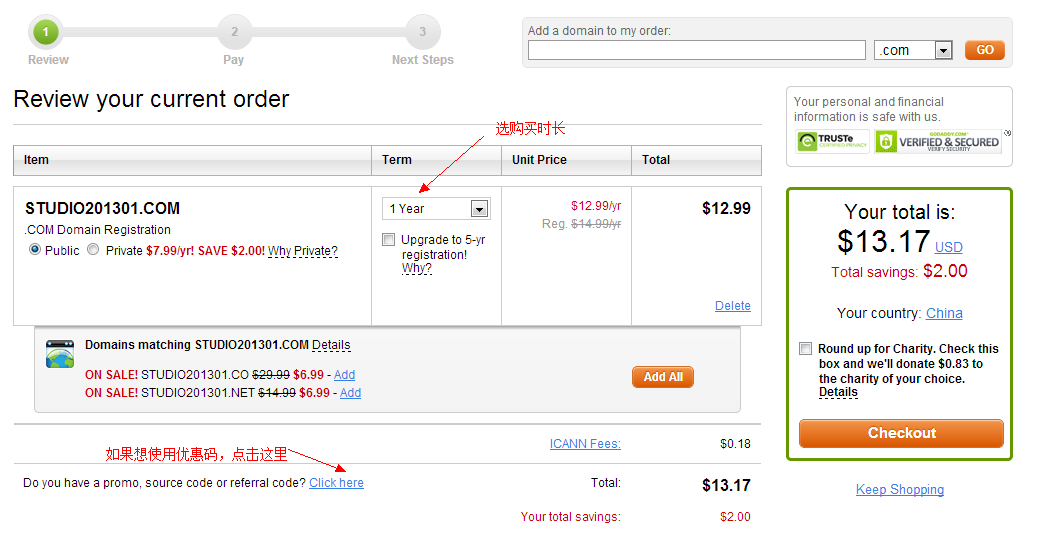 1
2
3
Review
Pay
Next Steps
Add a domain to my order:
.com
GO
Review your current order
选购买时长
Item
Term
Unit Price
Total
STUDIO201301.COM
.COM Domain Registration
Public
Private $7.99/yr! SAVE $2.00! Why Private?
1 Year
Upgrade to 5-yr
registration!
Why?
$12.99/yr
Reg. $14.99/yr
$12.99
Delete
Domains matching STUDIO201301.COM Details
ON SALE! STUDIO201301.CO $29.99 $6.99 - Add
ON SALE! STUDIO201301.NET $14.99 $6.99 - Add
Add All
ICANN Fees:
$0.18
如果想使用优惠码，点击这里
Do you have a promo, source code or referral code? Click here
Total:
$13.17
Your total savings:
$2.00
Your personal and financial
information is safe with us.
TRUSTe
CERTIFIED PRIVACY
GODADDY.COM
VERIFIED & SECURED
VERIFY SECURITY
Your total is:
$13.17 USD
Total savings: $2.00
Your country: China
Round up for Charity. Check this
box and we'll donate $0.83 to
the charity of your choice.
Details
Checkout
Keep Shopping